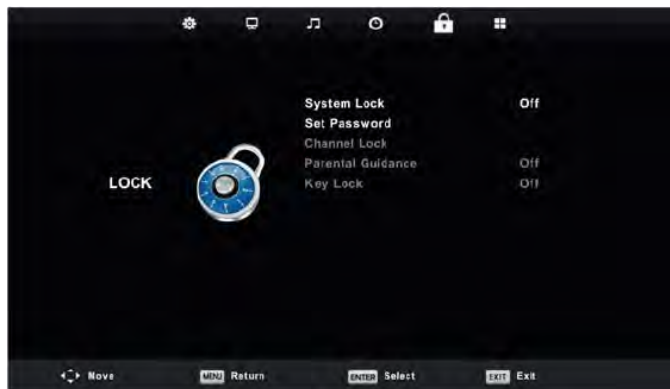 System Lock Off
Set Password
Channel Lock
Parental Guidance Off
Key Lock Off
LOCK
Move MENU Return ENTER Select EXIT Exit